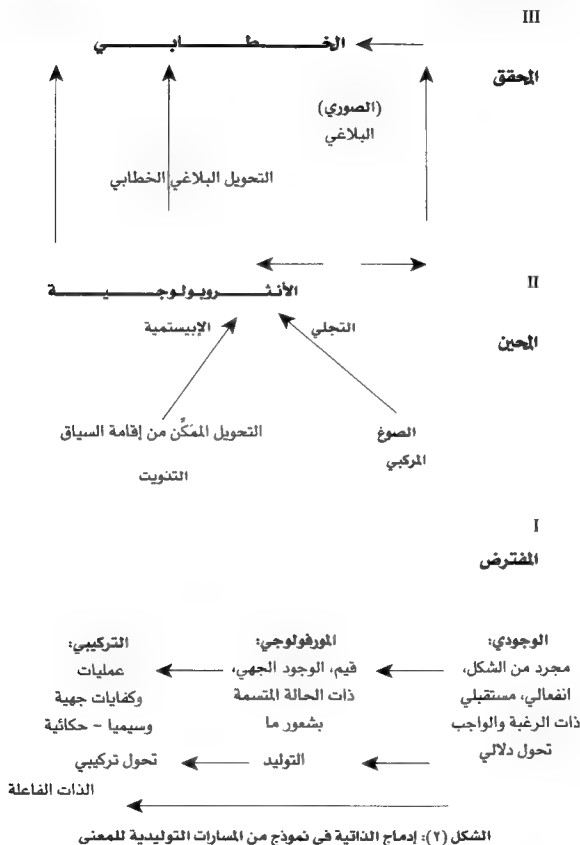 III
الخطابي
المحقق
(الصوري)
البلاغي
التحويل البلاغي الخطابي
II
الأنثروبولوجية
التجلي
الإبيستمية
المحين
التحويل الممَكِّن من إقامة السياق
الصوغ
المركبي
التذويت
I
المفترض
الوجودي:
مجرد من الشكل،
انفعالي، مستقبلي
ذات الرغبة والواجب
تحول دلالي
المورفولوجي:
قيم، الوجود الجهي،
ذات الحالة المتسمة
بشعور ما
التوليد
التركيبي:
عمليات
وكفايات جهية
وسيميا - حكائية
تحول تركيبي
الذات الفاعلة
الشكل (٢): إدماج الذاتية في نموذج من المسارات التوليدية للمعنى